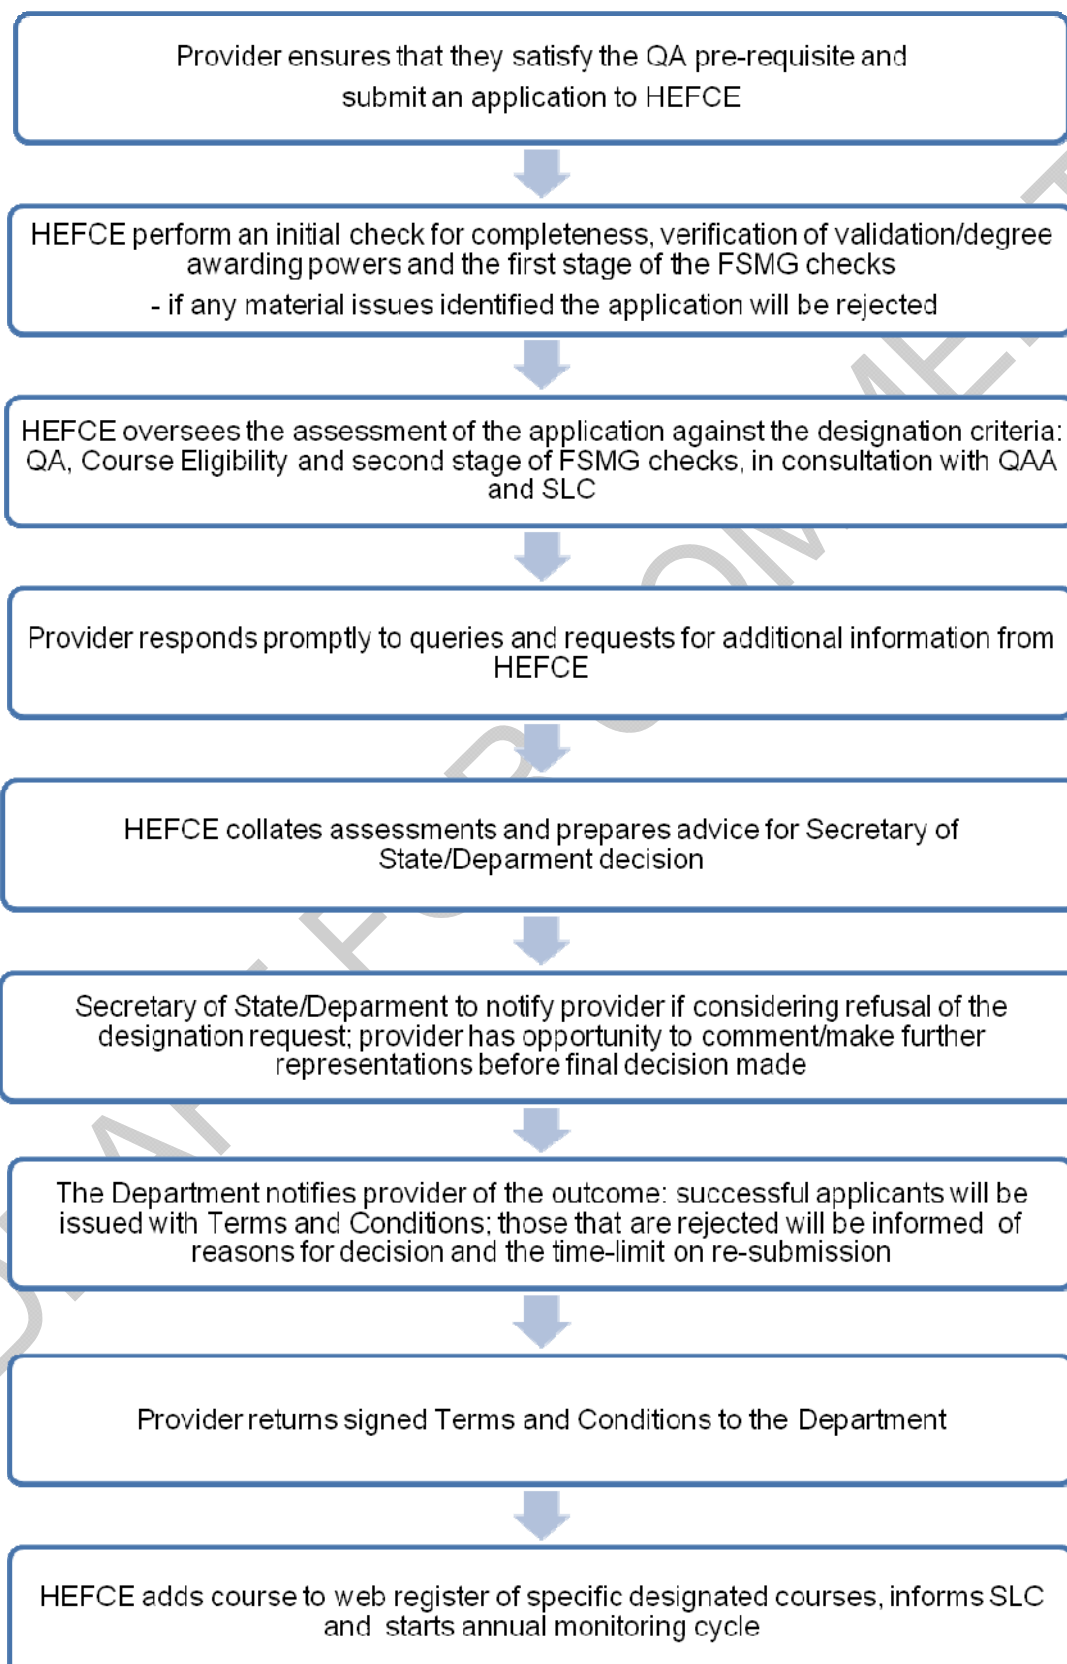 Provider ensures that they satisfy the QA pre-requisite and
submit an application to HEFCE
HEFCE perform an initial check for completeness, verification of validation/degree
awarding powers and the first stage of the FSMG checks
- if any material issues identified the application will be rejected
HEFCE oversees the assessment of the application against the designation criteria:
QA, Course Eligibility and second stage of FSMG checks, in consultation with QAA
and SLC
Provider responds promptly to queries and requests for additional information from
HEFCE
HEFCE collates assessments and prepares advice for Secretary of
State/Deparment decision
Secretary of State/Deparment to notify provider if considering refusal of the
designation request; provider has opportunity to comment/make further
representations before final decision made
The Department notifies provider of the outcome: successful applicants will be
issued with Terms and Conditions; those that are rejected will be informed of
reasons for decision and the time-limit on re-submission
Provider returns signed Terms and Conditions to the Department
HEFCE adds course to web register of specific designated courses, informs SLC
and starts annual monitoring cycle